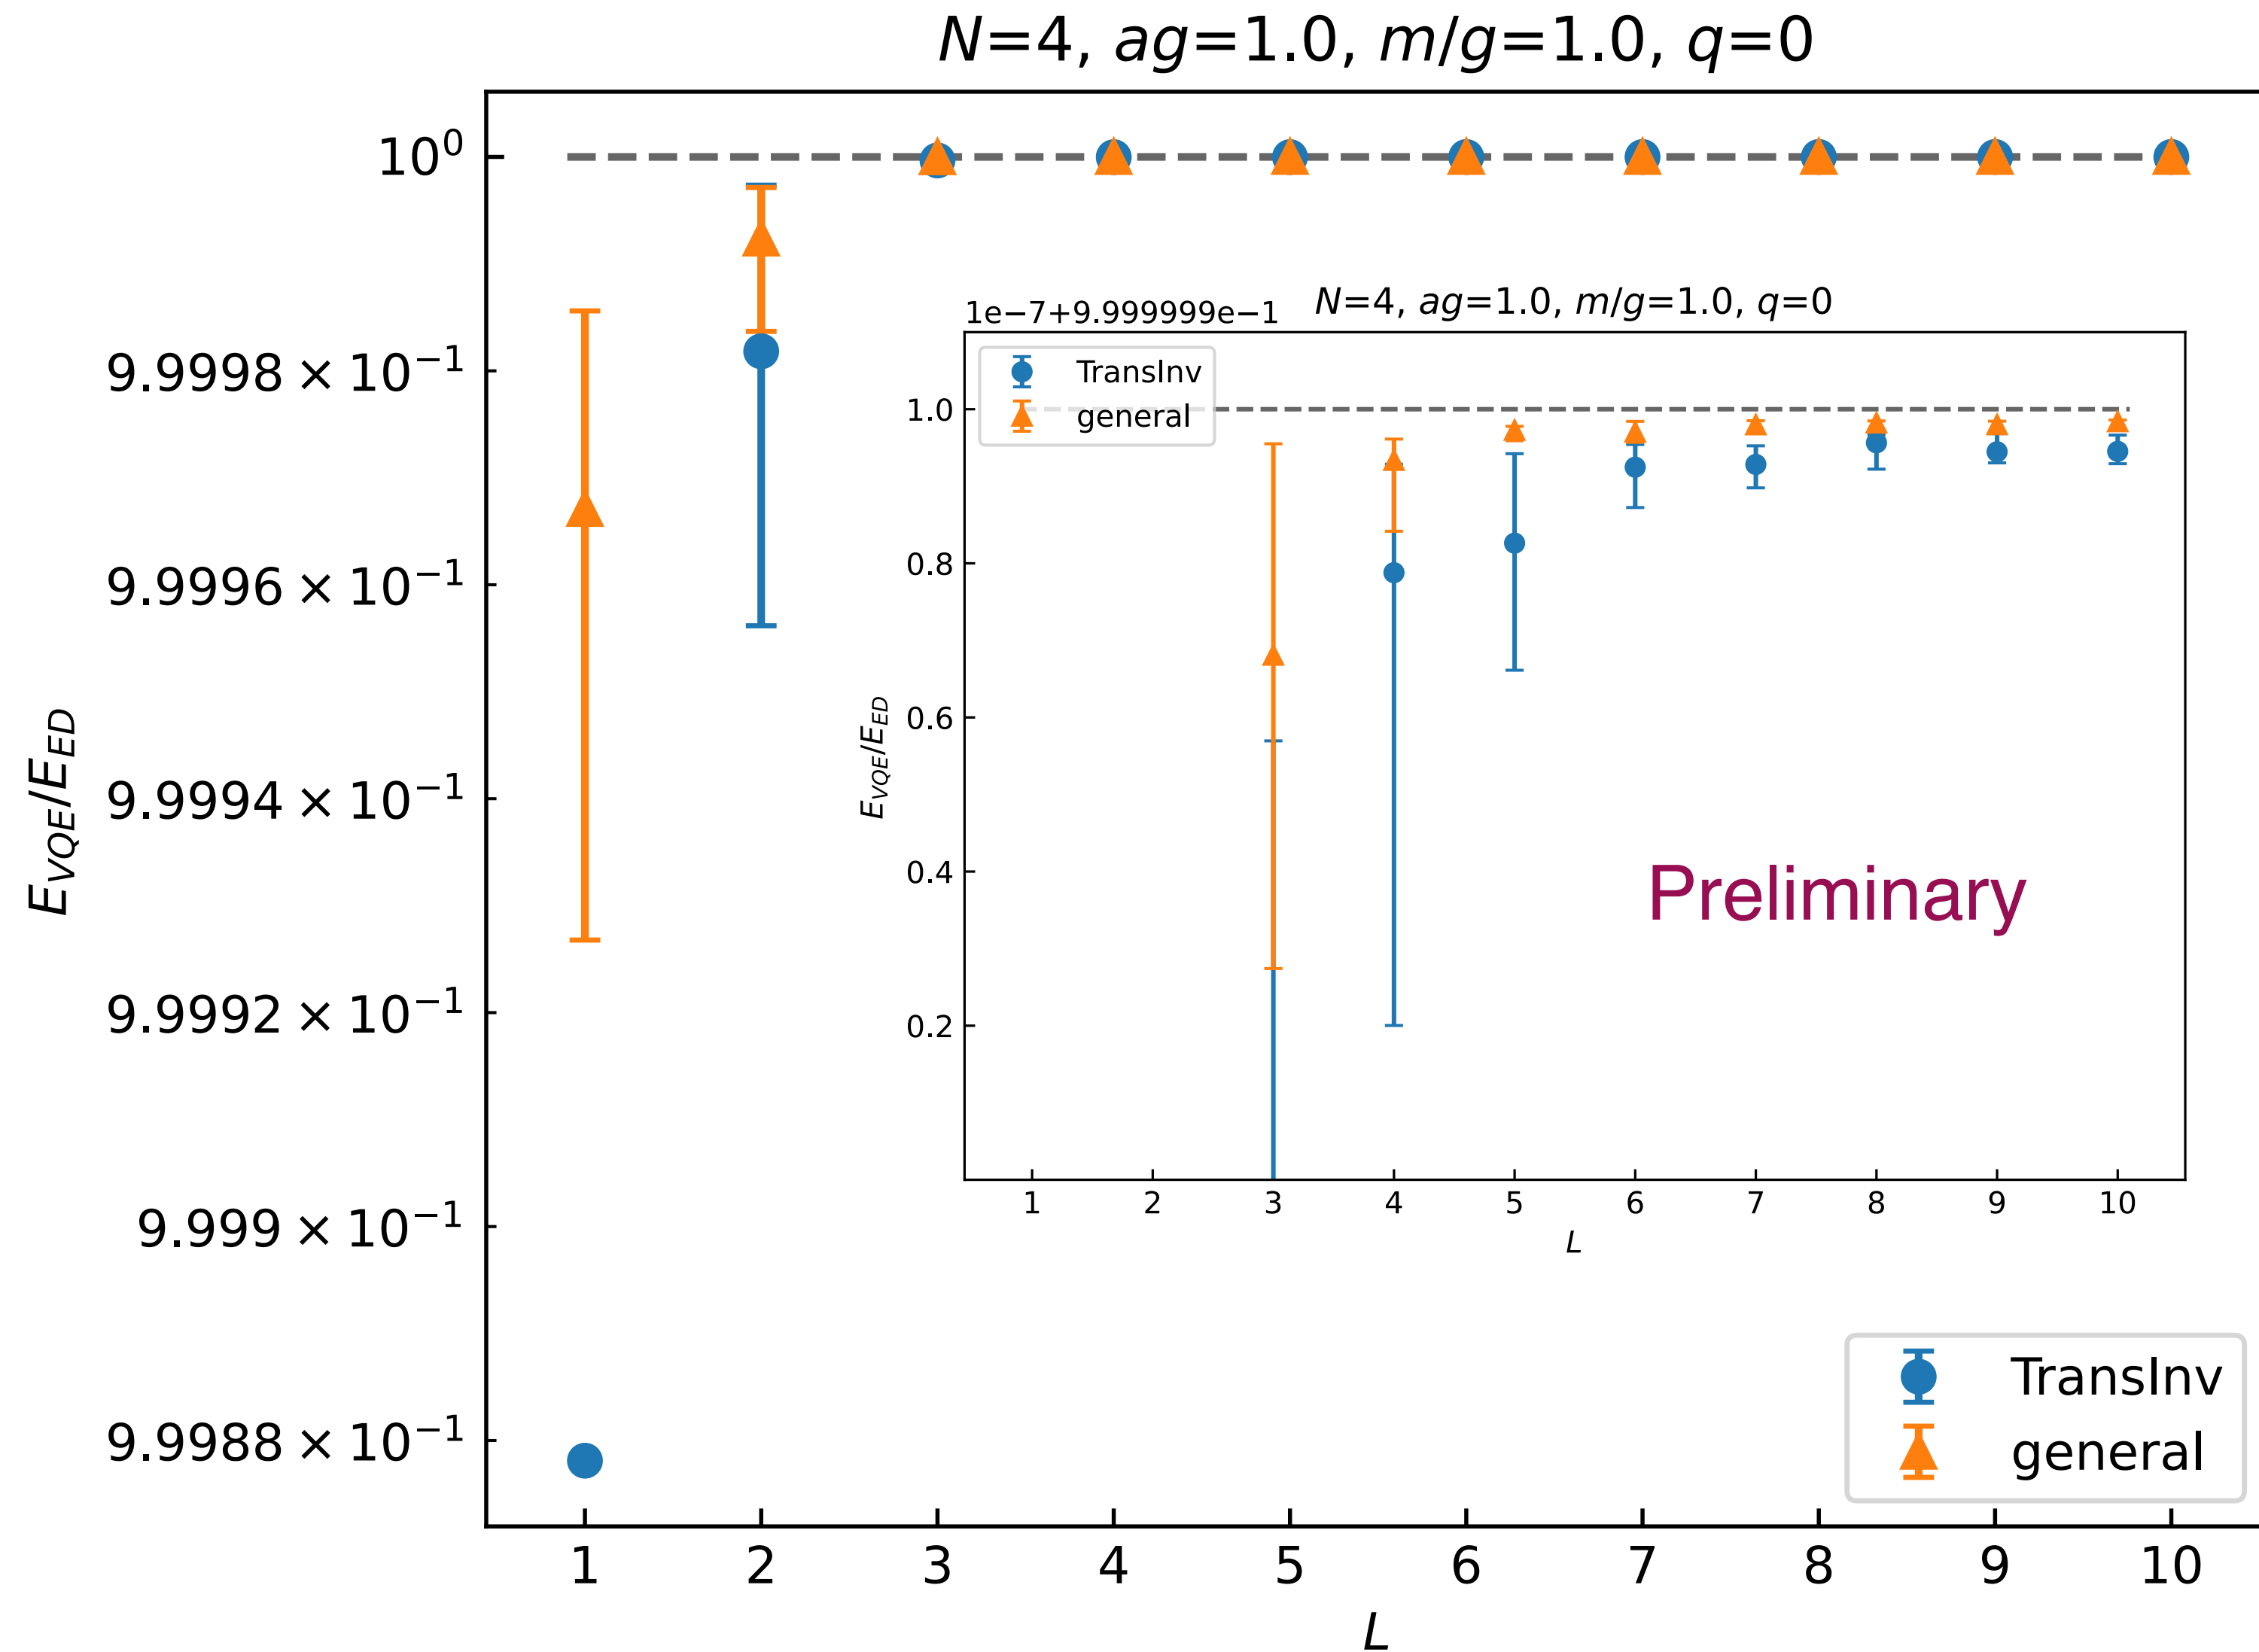 N=4, ag=1.0, m/g=1.0, q=0
10⁰
9.9998 × 10⁻¹
9.9996 × 10⁻¹
9.9994 × 10⁻¹
9.9992 × 10⁻¹
9.999 × 10⁻¹
9.9988 × 10⁻¹
E_VQE/E_ED
1 2 3 4 5 6 7 8 9 10
L
TransInv
general
1e−7+9.999999e−1
N=4, ag=1.0, m/g=1.0, q=0
TransInv
general
1.0
0.8
0.6
0.4
0.2
E_VQE/E_ED
Preliminary
1 2 3 4 5 6 7 8 9 10
L